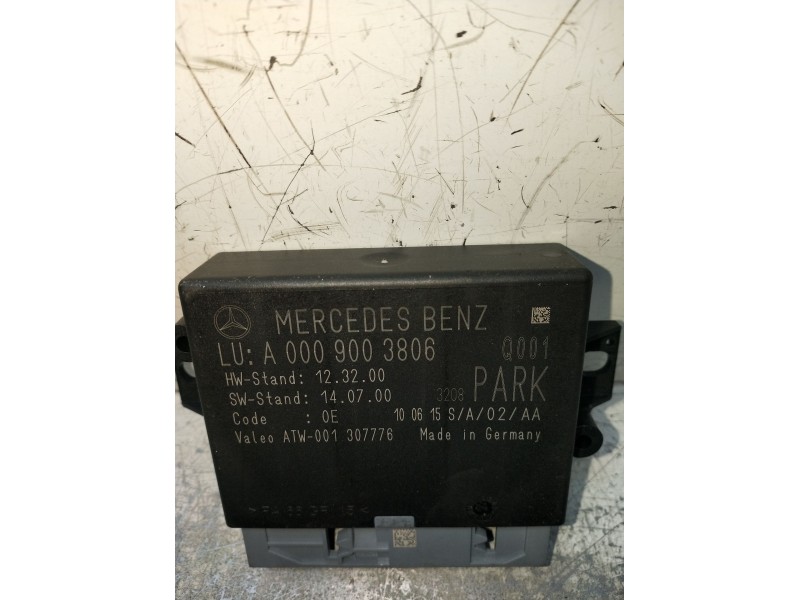 MERCEDES BENZ
LU: A 000 900 3806 Q001
HW-Stand: 12.32.00
SW-Stand: 14.07.00 3208 PARK
Code : 0E 10 06 15 S/A/02/AA
Valeo ATW-001 307776 Made in Germany